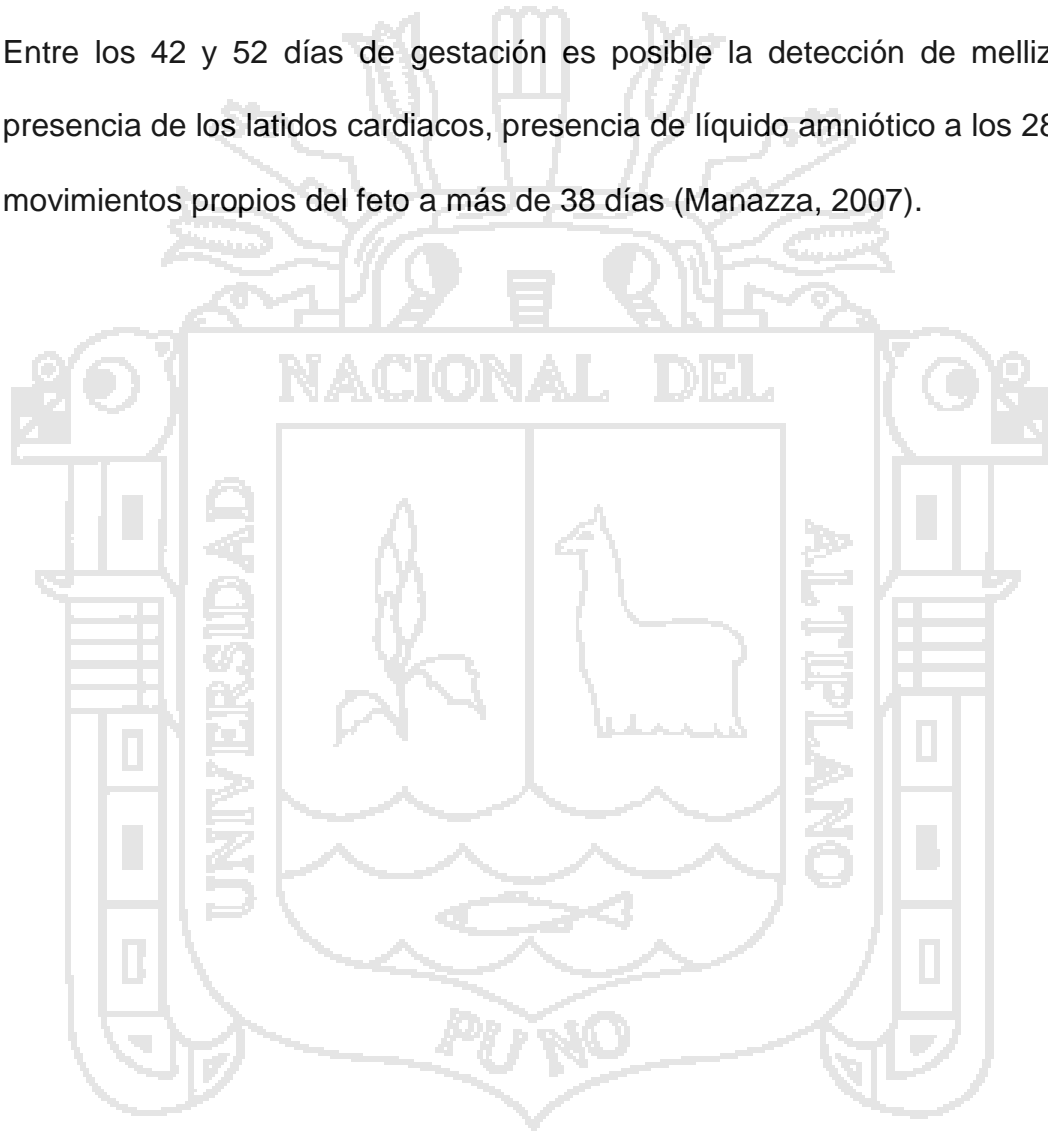 Entre los 42 y 52 días de gestación es posible la detección de melliz
presencia de los latidos cardiacos, presencia de líquido amniótico a los 28
movimientos propios del feto a más de 38 días (Manazza, 2007).
NACIONAL DEL
UNIVERSIDAD
ALTIPLANO
PUNO